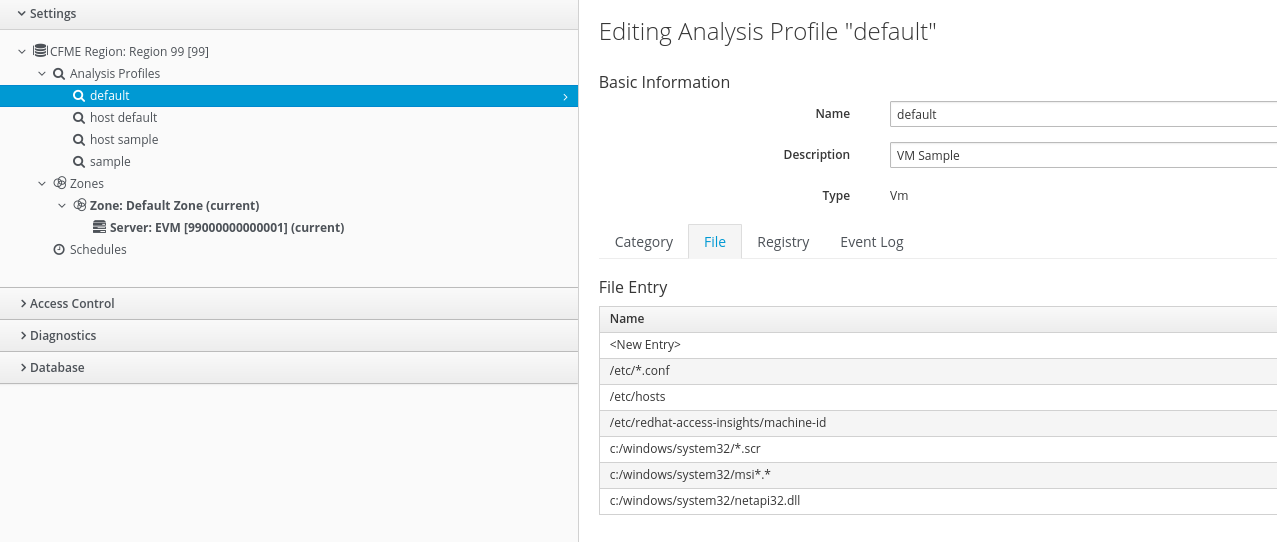 Settings
CFME Region: Region 99 [99]
Analysis Profiles
default
host default
host sample
sample
Zones
Zone: Default Zone (current)
Server: EVM [99000000000001] (current)
Schedules
Access Control
Diagnostics
Database
Editing Analysis Profile "default"
Basic Information
Name default
Description VM Sample
Type Vm
Category File Registry Event Log
File Entry
Name
<New Entry>
/etc/*.conf
/etc/hosts
/etc/redhat-access-insights/machine-id
c:/windows/system32/*.scr
c:/windows/system32/msi*.*
c:/windows/system32/netapi32.dll